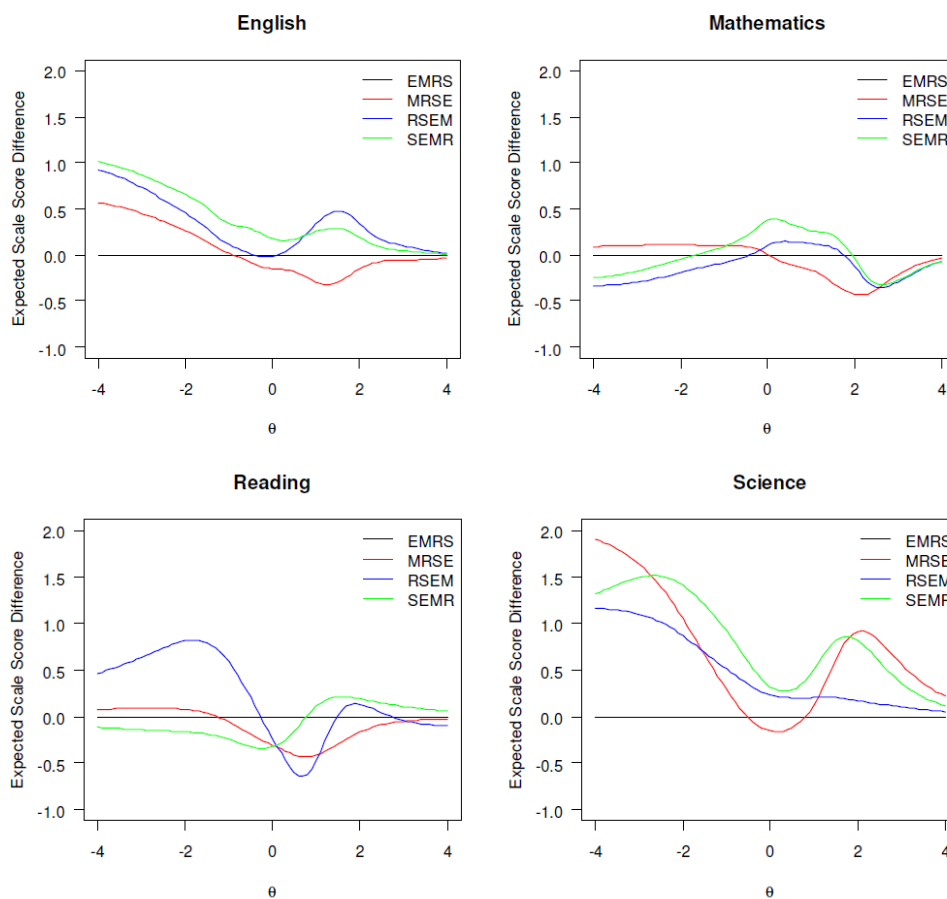 English
Expected Scale Score Difference
2.0
1.5
1.0
0.5
0.0
-0.5
-1.0
EMRS
MRSE
RSEM
SEMR
-4 -2 0 2 4
θ
Mathematics
Expected Scale Score Difference
2.0
1.5
1.0
0.5
0.0
-0.5
-1.0
EMRS
MRSE
RSEM
SEMR
-4 -2 0 2 4
θ
Reading
Expected Scale Score Difference
2.0
1.5
1.0
0.5
0.0
-0.5
-1.0
EMRS
MRSE
RSEM
SEMR
-4 -2 0 2 4
θ
Science
Expected Scale Score Difference
2.0
1.5
1.0
0.5
0.0
-0.5
-1.0
EMRS
MRSE
RSEM
SEMR
-4 -2 0 2 4
θ